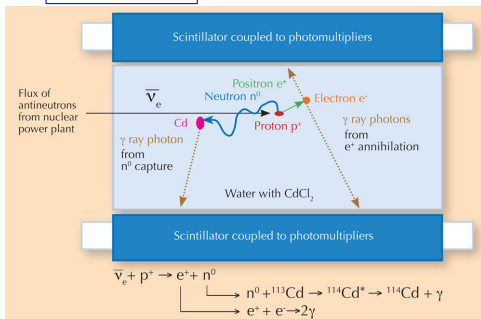 Scintillator coupled to photomultipliers
Flux of
antineutrons
from nuclear
power plant
ν̅e
Positron e⁺
Neutron n⁰
Electron e⁻
Cd
Proton p⁺
γ ray photon
from
n⁰ capture
γ ray photons
from
e⁺ annihilation
Water with CdCl₂
Scintillator coupled to photomultipliers
ν̅e + p⁺ → e⁺ + n⁰
n⁰ + ¹¹³Cd → ¹¹⁴Cd* → ¹¹⁴Cd + γ
e⁺ + e⁻ → 2γ